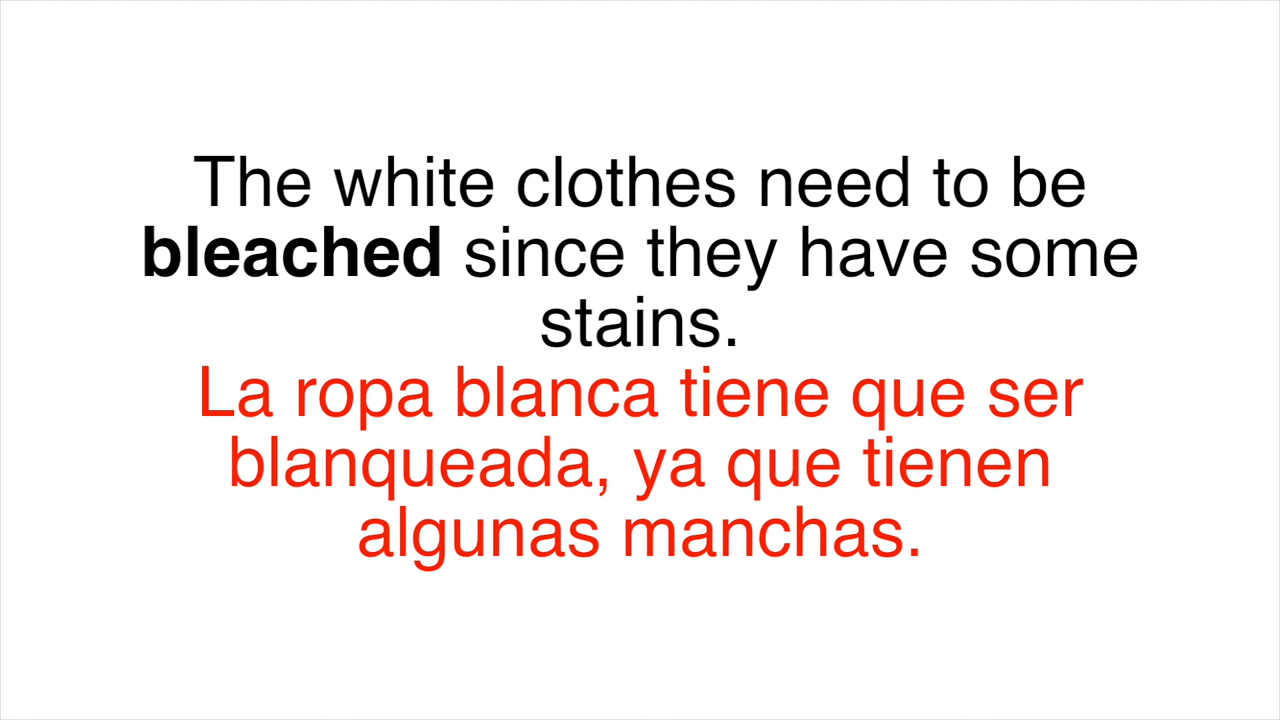 The white clothes need to be
bleached since they have some
stains.
La ropa blanca tiene que ser
blanqueada, ya que tienen
algunas manchas.